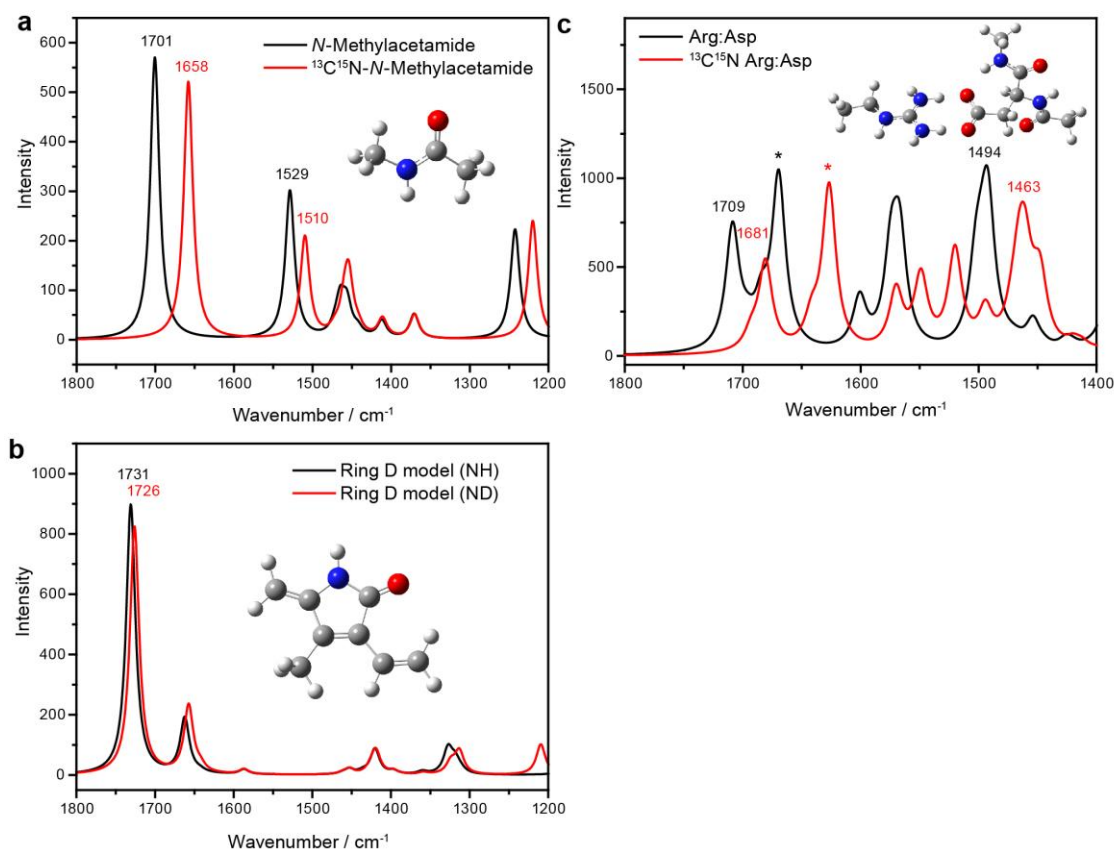 a
600
500
400
300
200
100
0
Intensity
1701
1658
1529
1510
N-Methylacetamide
¹³C¹⁵N-N-Methylacetamide
1800 1700 1600 1500 1400 1300 1200
Wavenumber / cm⁻¹
b
1000
800
600
400
200
0
Intensity
1731
1726
Ring D model (NH)
Ring D model (ND)
1800 1700 1600 1500 1400 1300 1200
Wavenumber / cm⁻¹
c
1500
1000
500
0
Intensity
1709
1681
*
*
1494
1463
Arg:Asp
¹³C¹⁵N Arg:Asp
1800 1700 1600 1500 1400
Wavenumber / cm⁻¹